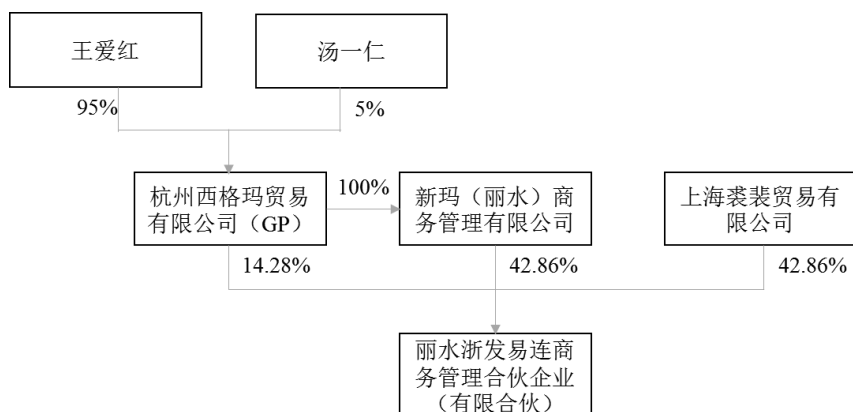 王爱红
汤一仁
95%
5%
杭州西格玛贸易
有限公司（GP）
100%
新玛（丽水）商
务管理有限公司
上海裘裴贸易有
限公司
14.28%
42.86%
42.86%
丽水浙发易连商
务管理合伙企业
（有限合伙）